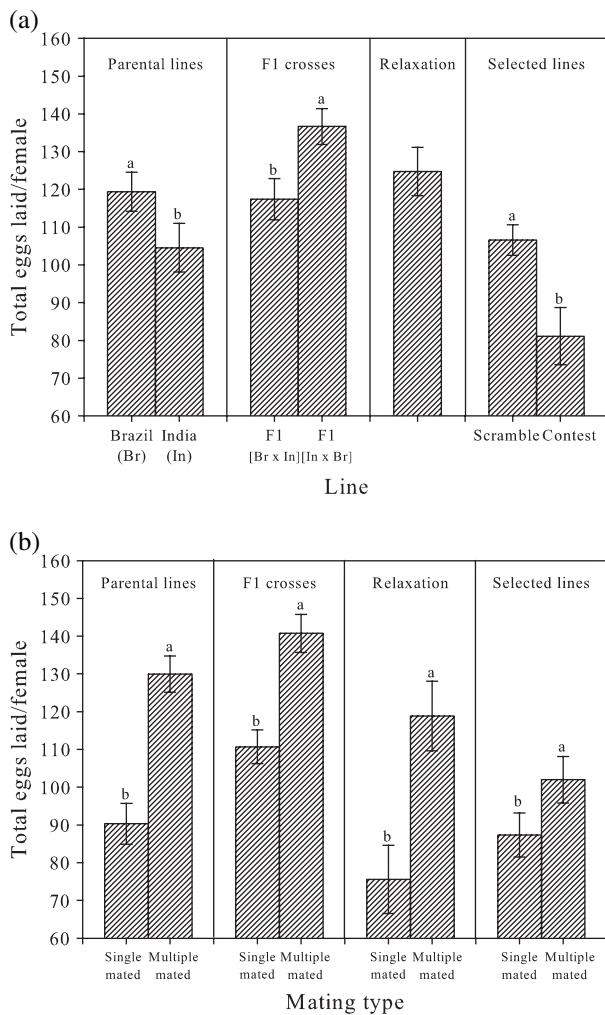 (a)
Total eggs laid/female
160
150
140
130
120
110
100
90
80
70
60
Parental lines
F1 crosses
Relaxation
Selected lines
a
b
b
a
a
b
Brazil India F1 F1 Scramble Contest
(Br) (In) [Br x In] [In x Br]
Line
(b)
Total eggs laid/female
160
150
140
130
120
110
100
90
80
70
60
Parental lines
F1 crosses
Relaxation
Selected lines
b
a
b
a
b
a
b
a
Single Multiple Single Multiple Single Multiple Single Multiple
mated mated mated mated mated mated mated mated
Mating type